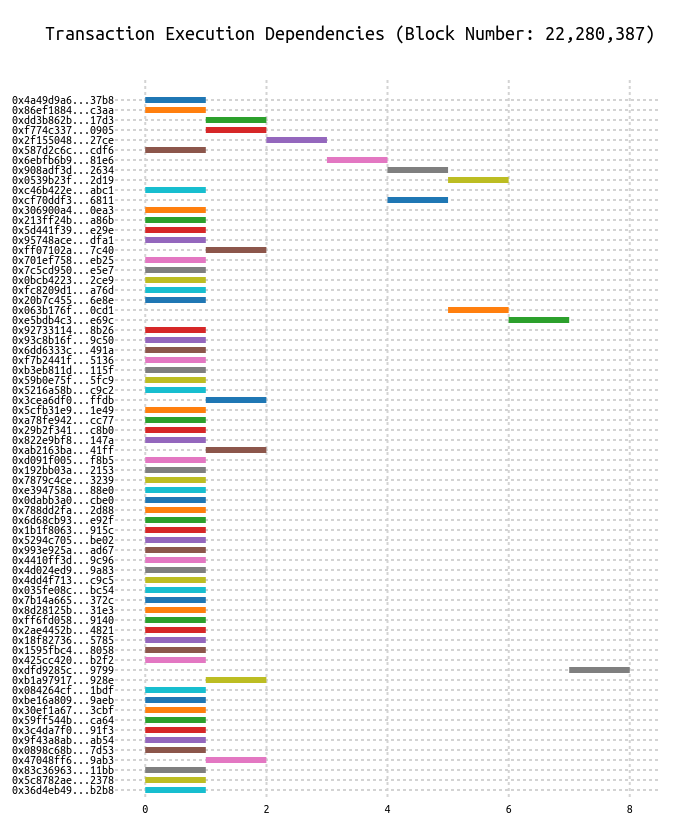 Transaction Execution Dependencies (Block Number: 22,280,387)
0x4a49d9a6...37b8
0x86ef1884...c3aa
0xdd3b862b...17d3
0xf774c337...0905
0x2f155048...27ce
0x587d2c6c...cdf6
0x6ebfb6b9...81e6
0x908adf3d...2634
0x0539b23f...2d19
0xc46b422e...abc1
0xcf70ddf3...6811
0x306900a4...0ea3
0x213ff24b...a86b
0x5d441f39...e29e
0x95748ace...dfa1
0xff07102a...7c40
0x701ef758...eb25
0x7c5cd950...e5e7
0x0bcb4223...2ce9
0xfc8209d1...a76d
0x20b7c455...6e8e
0x063b176f...0cd1
0xe5bdb4c3...e69c
0x92733114...8b26
0x93c8b16f...9c50
0x6dd6333c...491a
0xf7b2441f...5136
0xb3eb811d...115f
0x59b0e75f...5fc9
0x5216a58b...c9c2
0x3cea6df0...ffdb
0x5cfb31e9...1e49
0xa78fe942...cc77
0x29b2f341...c8b0
0x822e9bf8...147a
0xab2163ba...41ff
0xd091f005...f8b5
0x192bb03a...2153
0x7879c4ce...3239
0xe394758a...88e0
0x0dabb3a0...cbe0
0x788dd2fa...2d88
0x6d68cb93...e92f
0x1b1f8063...915c
0x5294c705...be02
0x993e925a...ad67
0x4410ff3d...9c96
0x4d024ed9...9a83
0x4dd4f713...c9c5
0x035fe08c...bc54
0x7b14a665...372c
0x8d28125b...31e3
0xff6fd058...9140
0x2ae4452b...4821
0x18f82736...5785
0x1595fbc4...8058
0x425cc420...b2f2
0xdfd9285c...9799
0xb1a97917...928e
0x084264cf...1bdf
0xbe16a809...9aeb
0x30ef1a67...3cbf
0x59ff544b...ca64
0x3c4da7f0...91f3
0x9f43a8ab...ab54
0x0898c68b...7d53
0x47048ff6...9ab3
0x83c36963...11bb
0x5c8782ae...2378
0x36d4eb49...b2b8
0 2 4 6 8